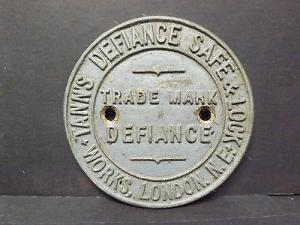 TANN'S DEFIANCE SAFE & LOCK
WORKS. LONDON. N.E.
TRADE MARK
DEFIANCE